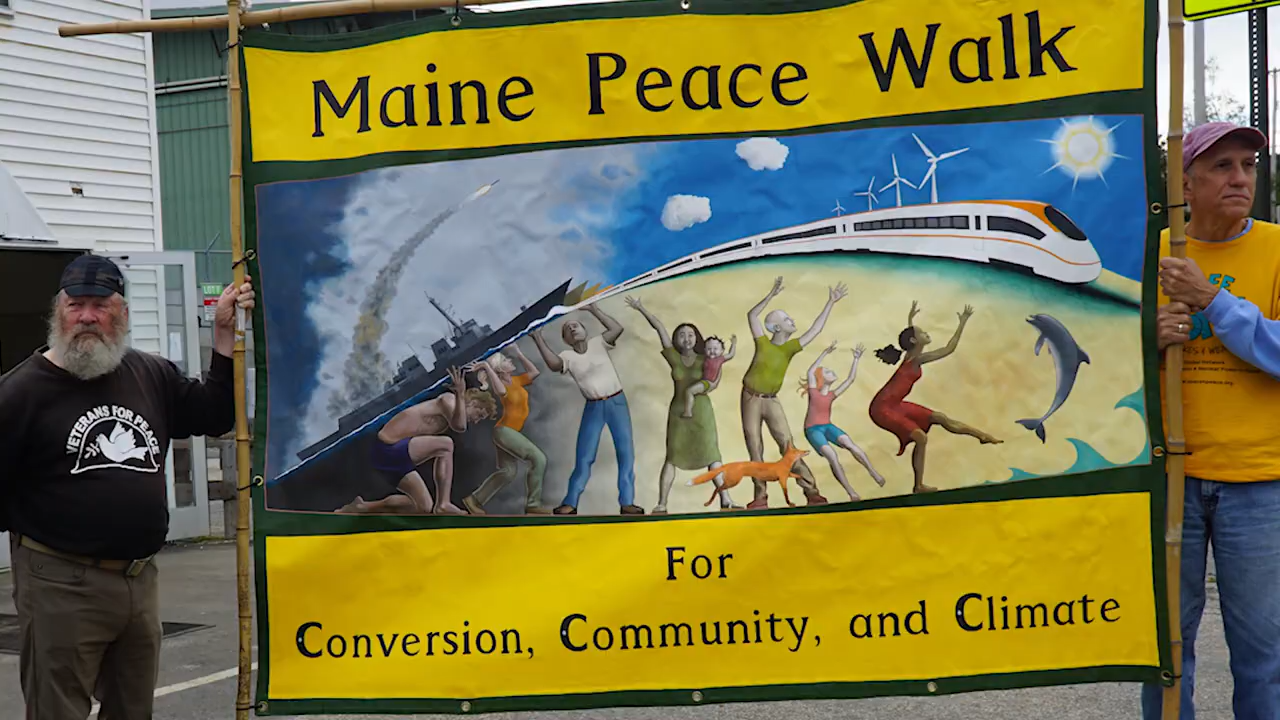 Maine Peace Walk
VETERANS FOR PEACE
For
Conversion, Community, and Climate